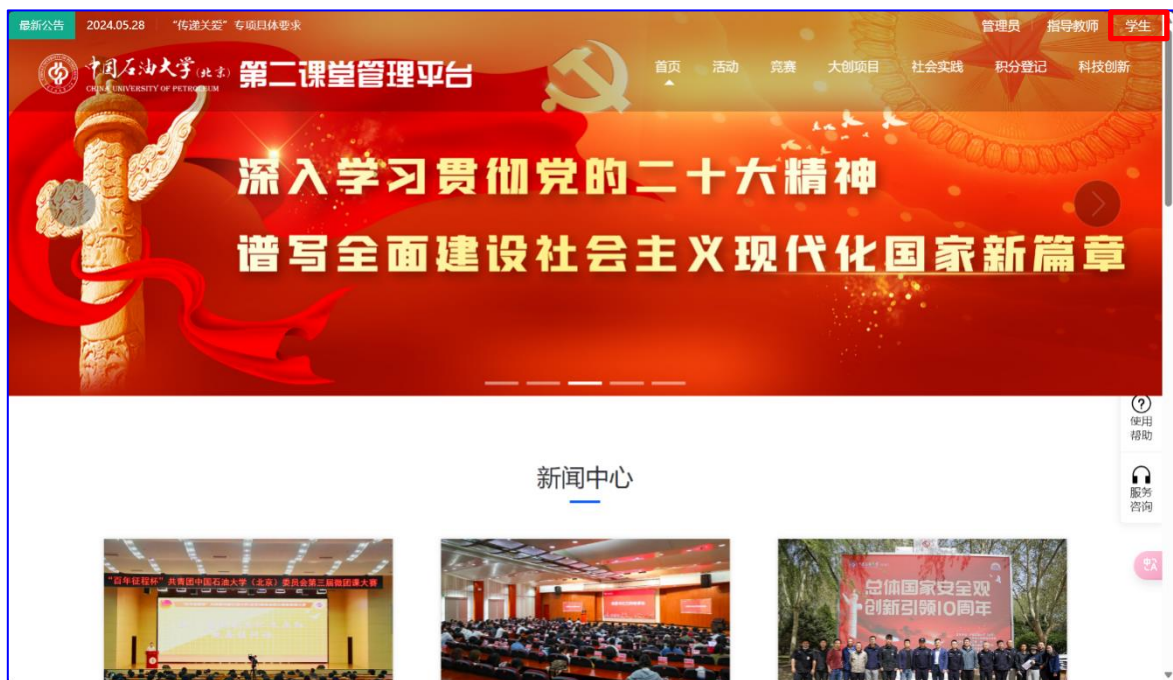 最新公告 2024.05.28 “传递关爱”专项具体要求 管理员 指导教师 学生
中国石油大学(北京) 第二课堂管理平台 首页 活动 竞赛 大创项目 社会实践 积分登记 科技创新
CHINA UNIVERSITY OF PETROLEUM
深入学习贯彻党的二十大精神
谱写全面建设社会主义现代化国家新篇章
使用
帮助
新闻中心
服务
咨询
“百年征程杯”共青团中国石油大学（北京）委员会第三届微团课大赛
总体国家安全观
创新引领10周年